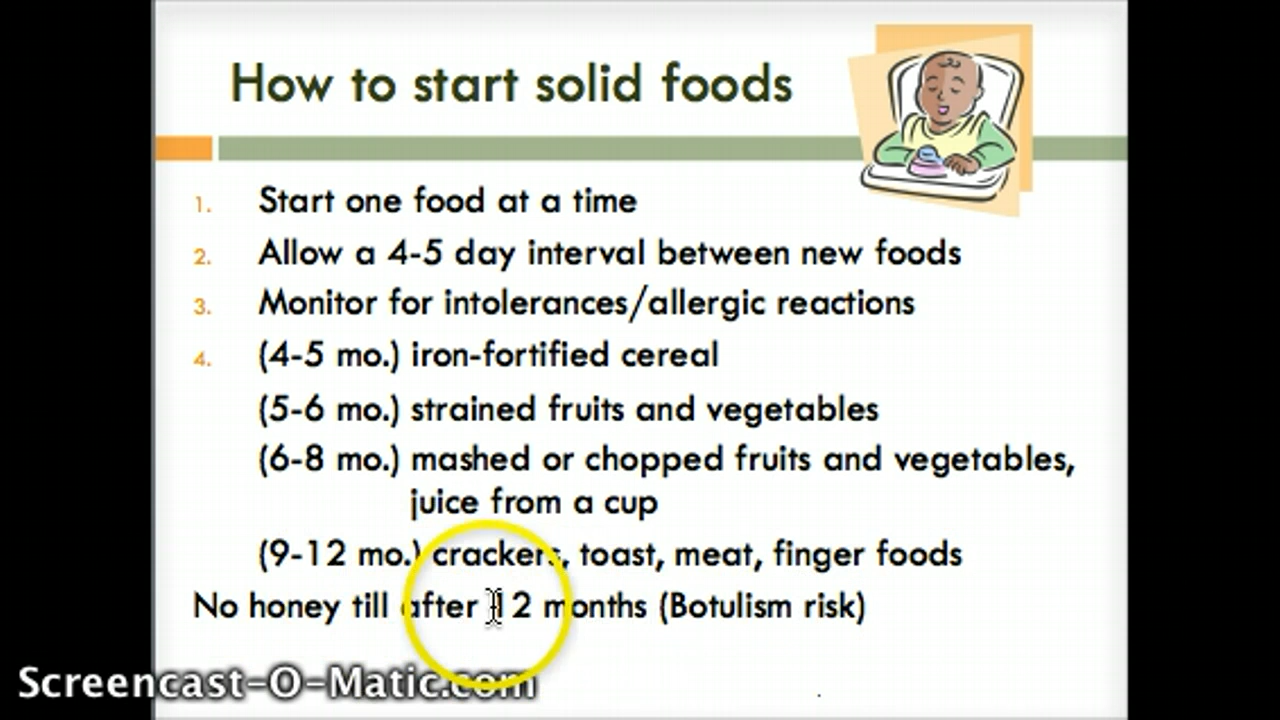 How to start solid foods
1. Start one food at a time
2. Allow a 4-5 day interval between new foods
3. Monitor for intolerances/allergic reactions
4. (4-5 mo.) iron-fortified cereal
(5-6 mo.) strained fruits and vegetables
(6-8 mo.) mashed or chopped fruits and vegetables,
juice from a cup
(9-12 mo.) crackers, toast, meat, finger foods
No honey till after 12 months (Botulism risk)
Screencast-O-Matic.com